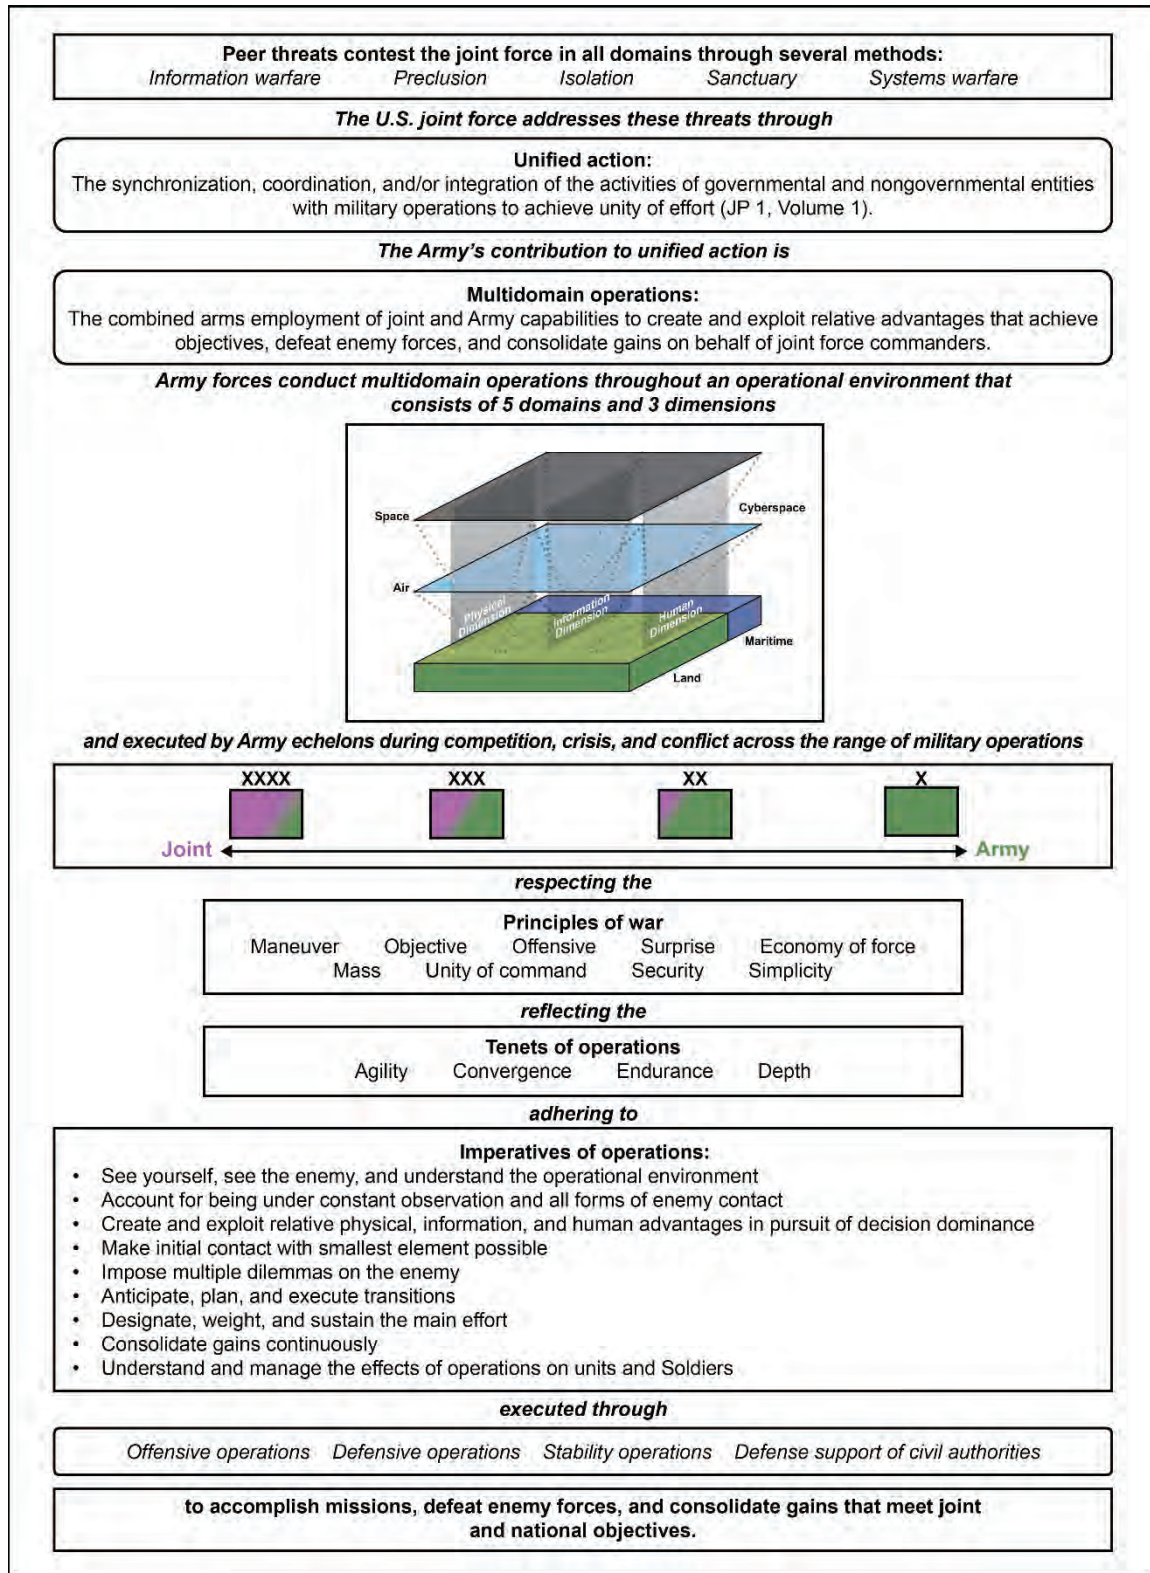 Peer threats contest the joint force in all domains through several methods:
Information warfare Preclusion Isolation Sanctuary Systems warfare
The U.S. joint force addresses these threats through
Unified action:
The synchronization, coordination, and/or integration of the activities of governmental and nongovernmental entities
with military operations to achieve unity of effort (JP 1, Volume 1).
The Army's contribution to unified action is
Multidomain operations:
The combined arms employment of joint and Army capabilities to create and exploit relative advantages that achieve
objectives, defeat enemy forces, and consolidate gains on behalf of joint force commanders.
Army forces conduct multidomain operations throughout an operational environment that
consists of 5 domains and 3 dimensions
Space
Cyberspace
Air
Physical
Dimension
Information
Dimension
Human
Dimension
Maritime
Land
and executed by Army echelons during competition, crisis, and conflict across the range of military operations
XXXX XXX XX X
Joint Army
respecting the
Principles of war
Maneuver Objective Offensive Surprise Economy of force
Mass Unity of command Security Simplicity
reflecting the
Tenets of operations
Agility Convergence Endurance Depth
adhering to
Imperatives of operations:
• See yourself, see the enemy, and understand the operational environment
• Account for being under constant observation and all forms of enemy contact
• Create and exploit relative physical, information, and human advantages in pursuit of decision dominance
• Make initial contact with smallest element possible
• Impose multiple dilemmas on the enemy
• Anticipate, plan, and execute transitions
• Designate, weight, and sustain the main effort
• Consolidate gains continuously
• Understand and manage the effects of operations on units and Soldiers
executed through
Offensive operations Defensive operations Stability operations Defense support of civil authorities
to accomplish missions, defeat enemy forces, and consolidate gains that meet joint
and national objectives.